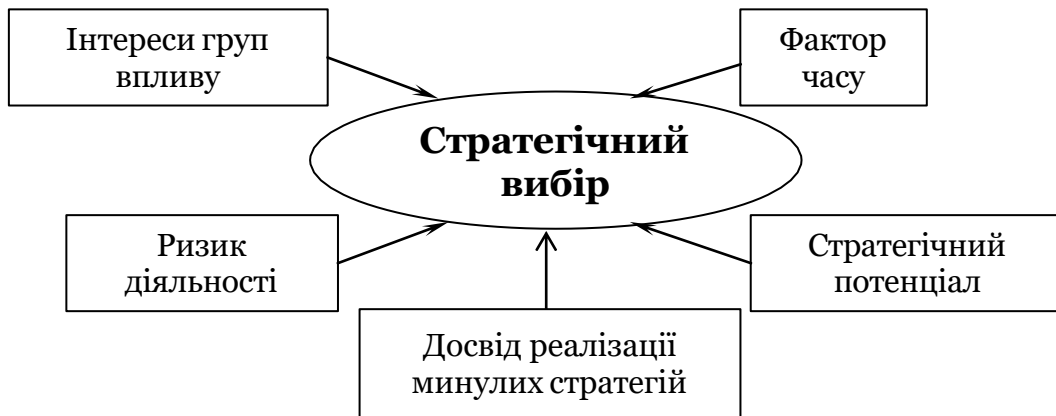 Інтереси груп
впливу
Фактор
часу
Стратегічний
вибір
Ризик
діяльності
Стратегічний
потенціал
Досвід реалізації
минулих стратегій